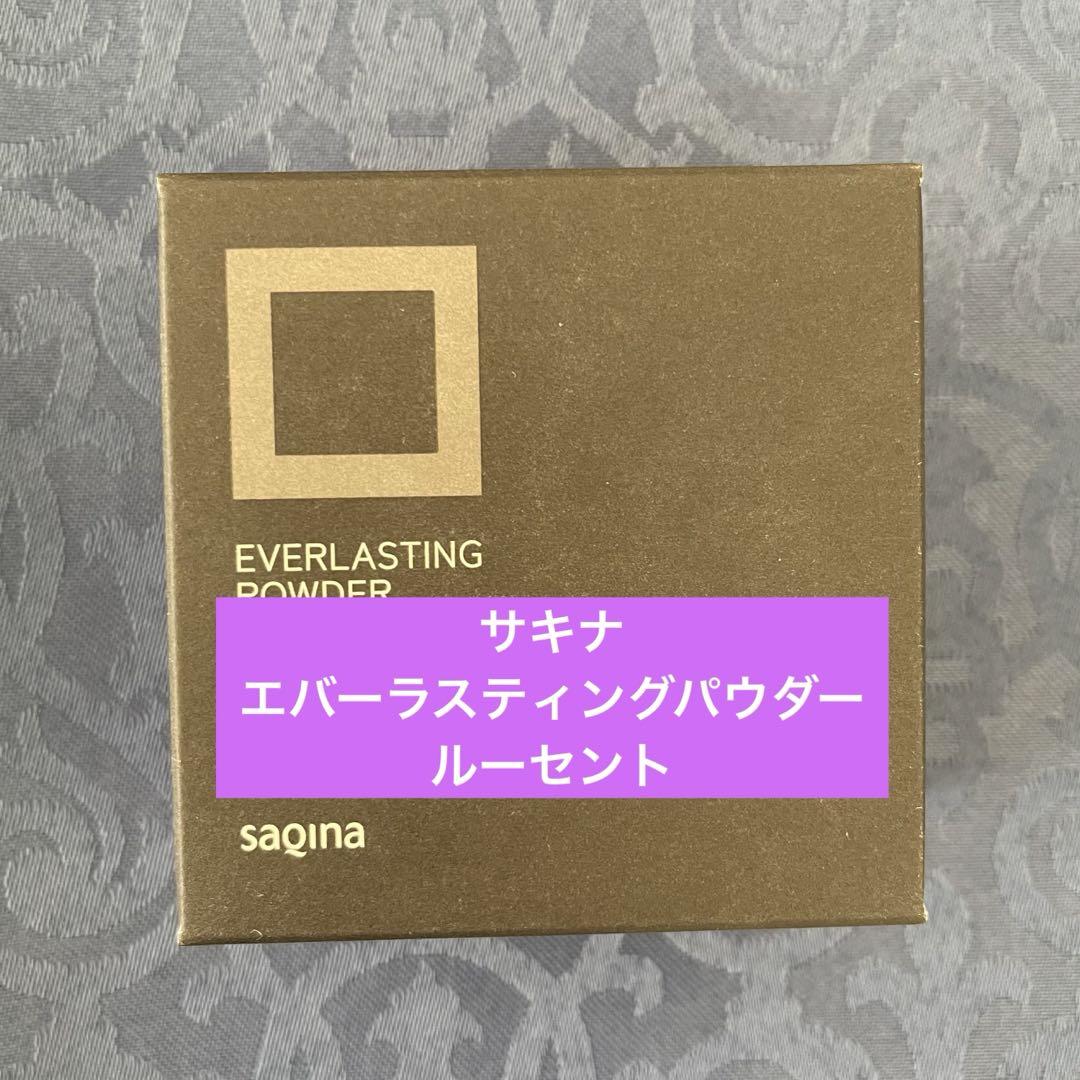 EVERLASTING
POWDER
サキナ
エバーラスティングパウダー
ルーセント
saqina